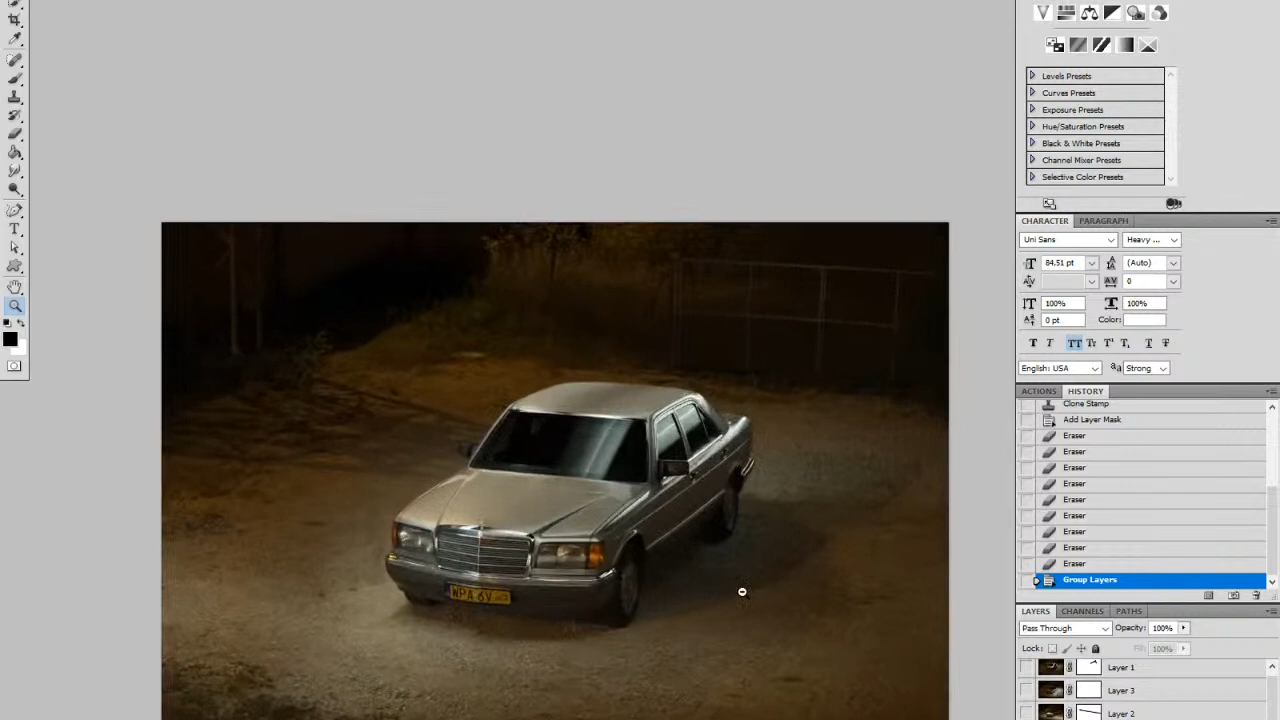 Levels Presets
Curves Presets
Exposure Presets
Hue/Saturation Presets
Black & White Presets
Channel Mixer Presets
Selective Color Presets
CHARACTER PARAGRAPH
Uni Sans Heavy ...
84,51 pt (Auto)
0
100% 100%
0 pt Color:
English: USA Strong
ACTIONS HISTORY
Clone Stamp
Add Layer Mask
Eraser
Eraser
Eraser
Eraser
Eraser
Eraser
Eraser
Eraser
Eraser
Group Layers
LAYERS CHANNELS PATHS
Pass Through Opacity: 100%
Lock: Fill: 100%
Layer 1
Layer 3
Layer 2
WPA 6V